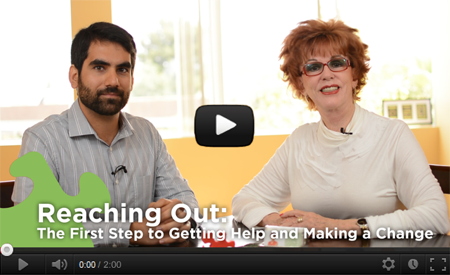 Reaching Out:
The First Step to Getting Help and Making a Change
0:00 / 2:00